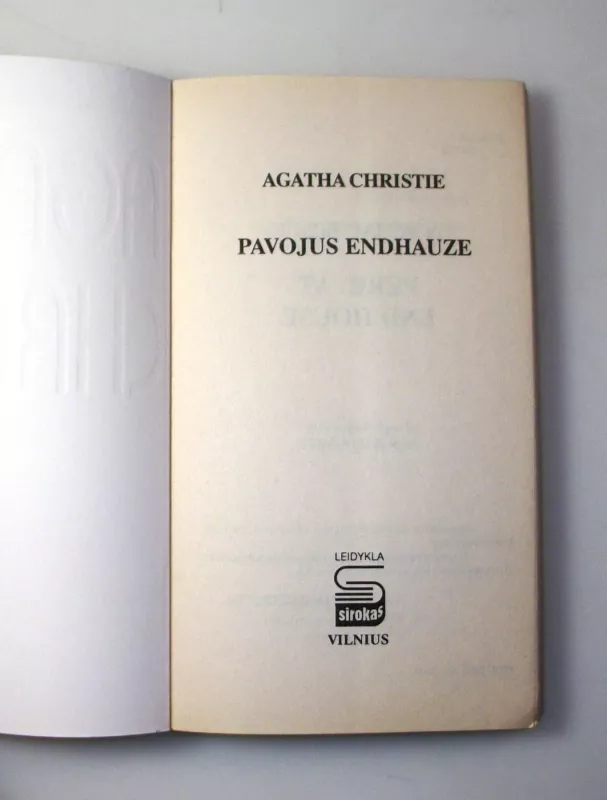 AGATHA CHRISTIE
PAVOJUS ENDHAUZE
LEIDYKLA
sirokas
VILNIUS